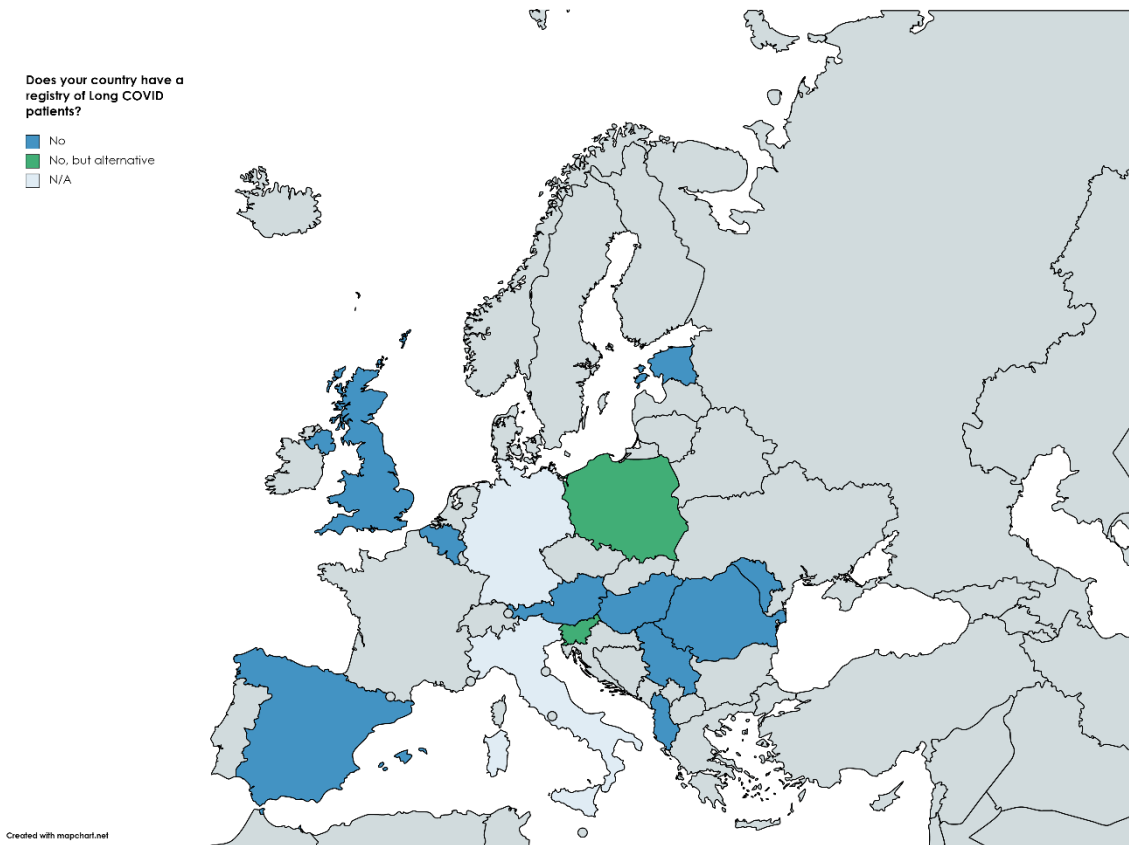 Does your country have a
registry of Long COVID
patients?
No
No, but alternative
N/A
Created with mapchart.net